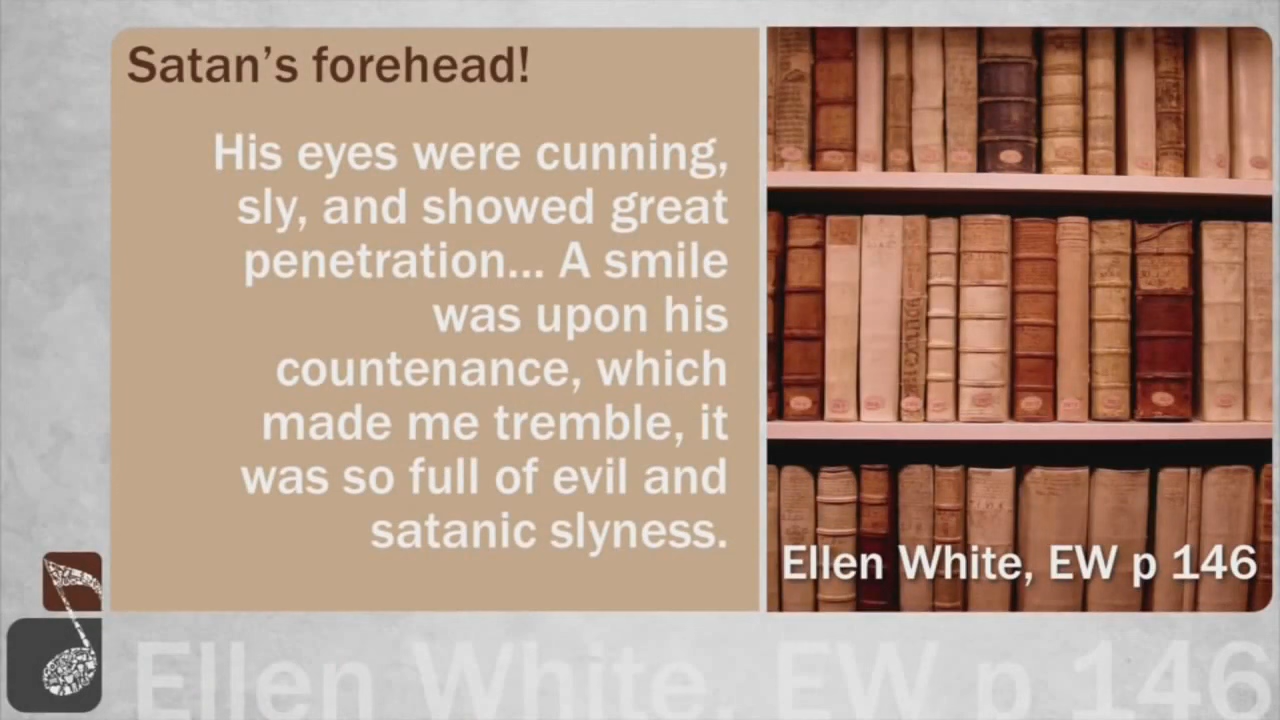 Satan's forehead!
His eyes were cunning,
sly, and showed great
penetration... A smile
was upon his
countenance, which
made me tremble, it
was so full of evil and
satanic slyness.
Ellen White, EW p 146
Ellen White, EW p 146